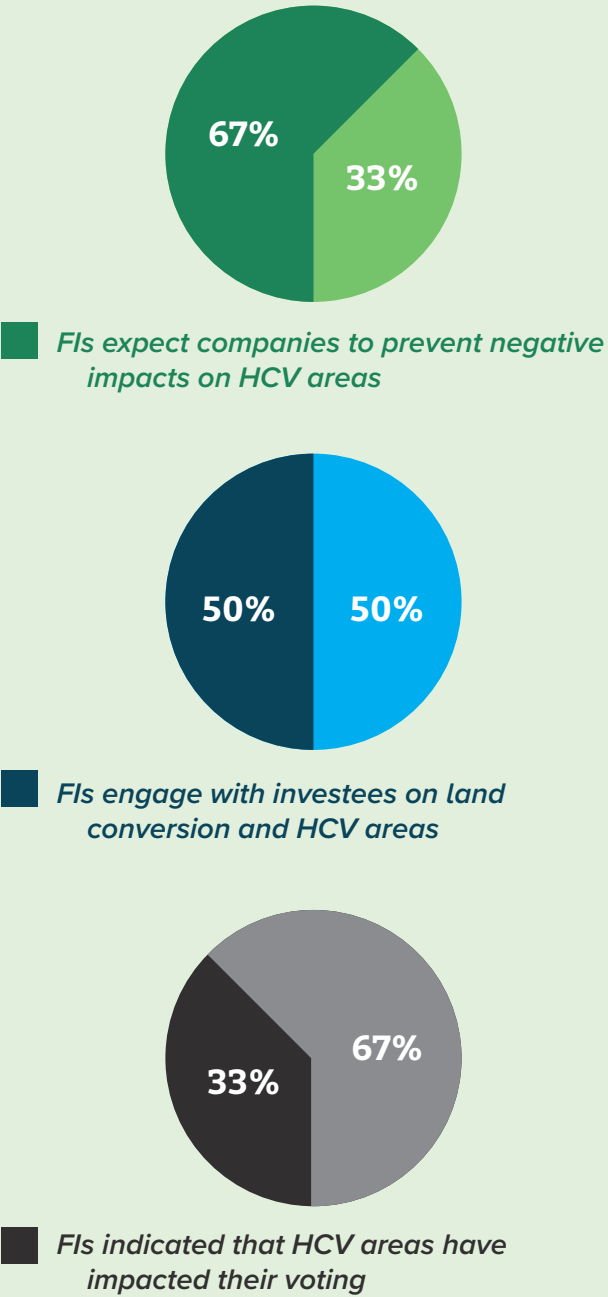 67%
33%
FIs expect companies to prevent negative
impacts on HCV areas
50%
50%
FIs engage with investees on land
conversion and HCV areas
67%
33%
FIs indicated that HCV areas have
impacted their voting